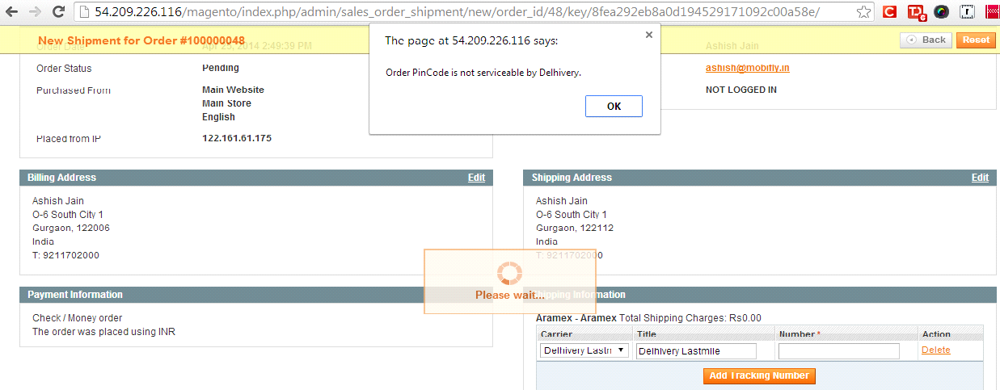 54.209.226.116/magento/index.php/admin/sales_order_shipment/new/order_id/48/key/8fea292eb8a0d194529171092c00a58e/
New Shipment for Order #100000048
Back
Reset
The page at 54.209.226.116 says:
Order PinCode is not serviceable by Delhivery.
OK
Order Date Apr 25, 2014 2:49:39 PM
Ashish Jain
Order Status Pending
ashish@mobifly.in
Purchased From Main Website
Main Store
English
NOT LOGGED IN
Placed from IP 122.161.61.175
Billing Address Edit
Ashish Jain
O-6 South City 1
Gurgaon, 122006
India
T: 9211702000
Shipping Address Edit
Ashish Jain
O-6 South City 1
Gurgaon, 122112
India
T: 9211702000
Please wait...
Payment Information
Check / Money order
The order was placed using INR
Shipping Information
Aramex - Aramex Total Shipping Charges: Rs0.00
Carrier Title Number * Action
Delhivery Lastn Delhivery Lastmile Delete
Add Tracking Number